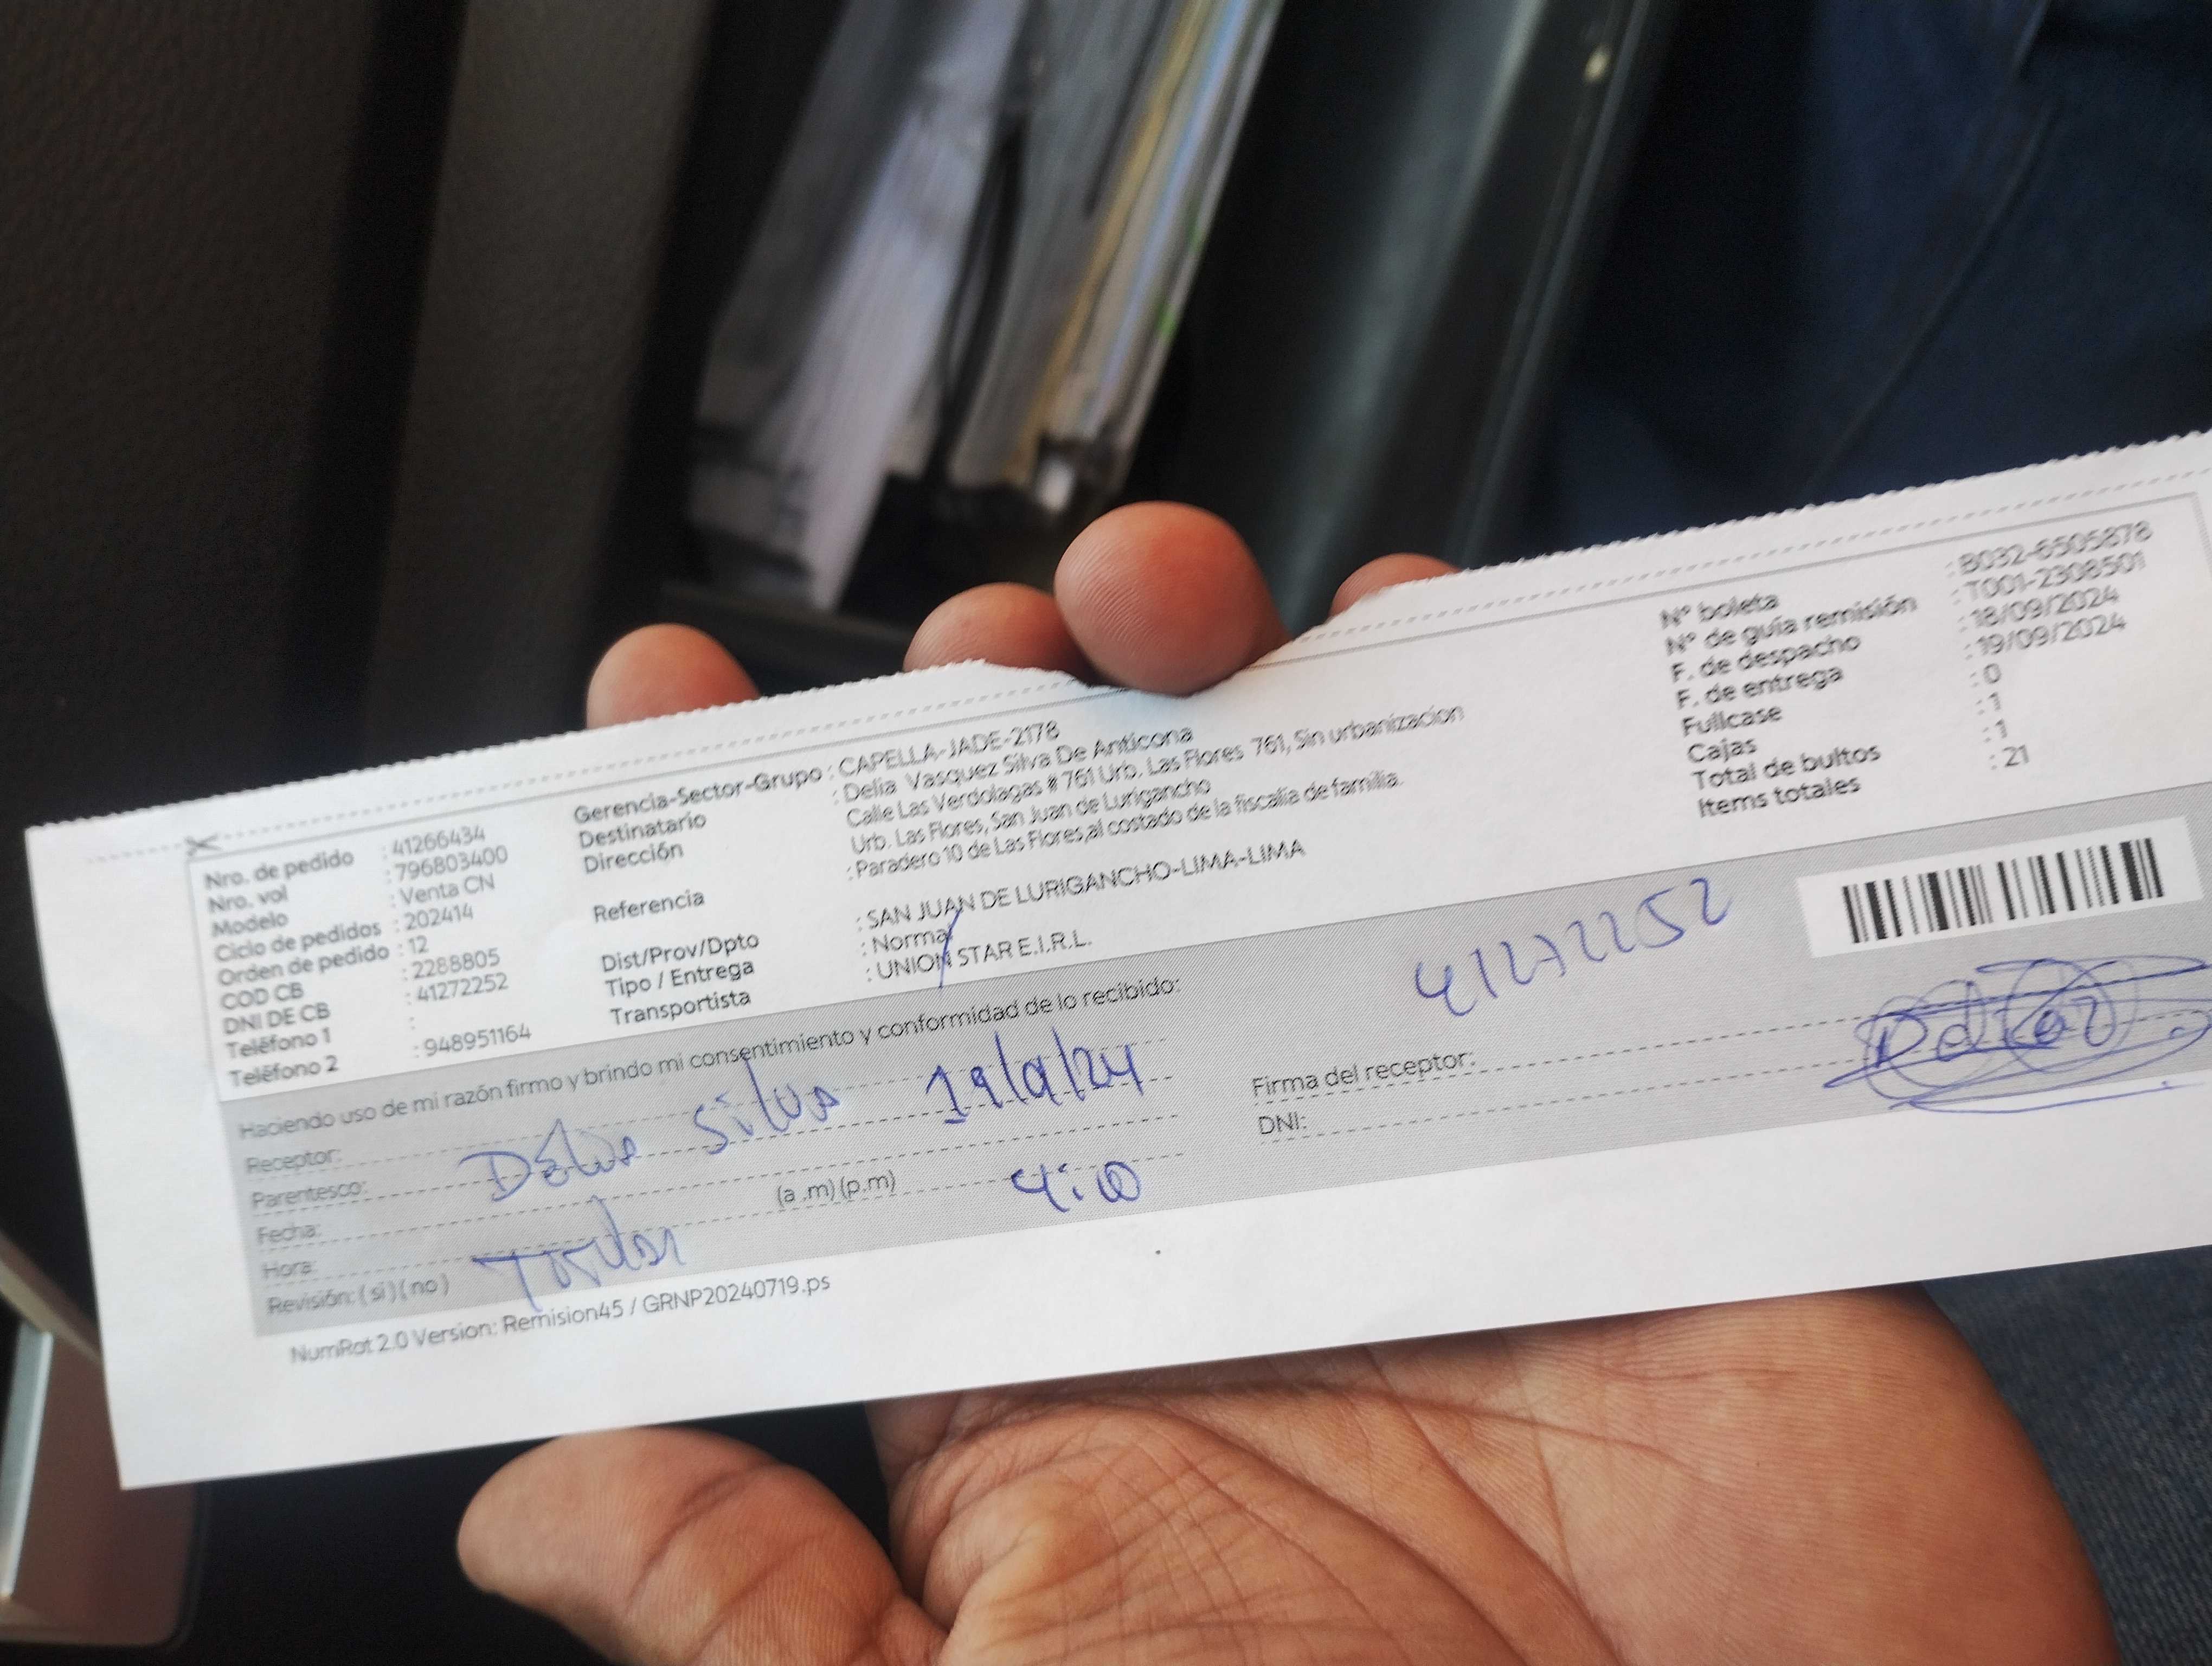 Nro. de pedido : 41266434
Nro. vol : 796803400
Modelo : Venta CN
Ciclo de pedidos : 202414
Orden de pedido : 12
COD CB : 2288805
DNI DE CB : 41272252
Teléfono 1 :
Teléfono 2 : 948951164
Gerencia-Sector-Grupo : CAPELLA-JADE-2178
Destinatario : Delia Vasquez Silva De Anticona
Dirección Calle Las Verdolagas # 761 Urb. Las Flores 761, Sin urbanizacion
Urb. Las Flores, San Juan de Lurigancho
Referencia : Paradero 10 de Las Flores,al costado de la fiscalia de familia.
Dist/Prov/Dpto : SAN JUAN DE LURIGANCHO-LIMA-LIMA
Tipo / Entrega : Normal
Transportista : UNION STAR E.I.R.L.
N° boleta : B032-6505878
N° de guía remisión : T001-2308501
F. de despacho : 18/09/2024
F. de entrega : 19/09/2024
Fullcase : 0
Cajas : 1
Total de bultos : 1
Items totales : 21
Haciendo uso de mi razón firmo y brindo mi consentimiento y conformidad de lo recibido:
Receptor:
Parentesco: Délia Silva 19/9/24
Fecha:
Hora: (a .m) (p.m) 4:00
Revisión: ( si ) ( no )
41272252
Firma del receptor:
DNI:
NumRot 2.0 Version: Remision45 / GRNP20240719.ps